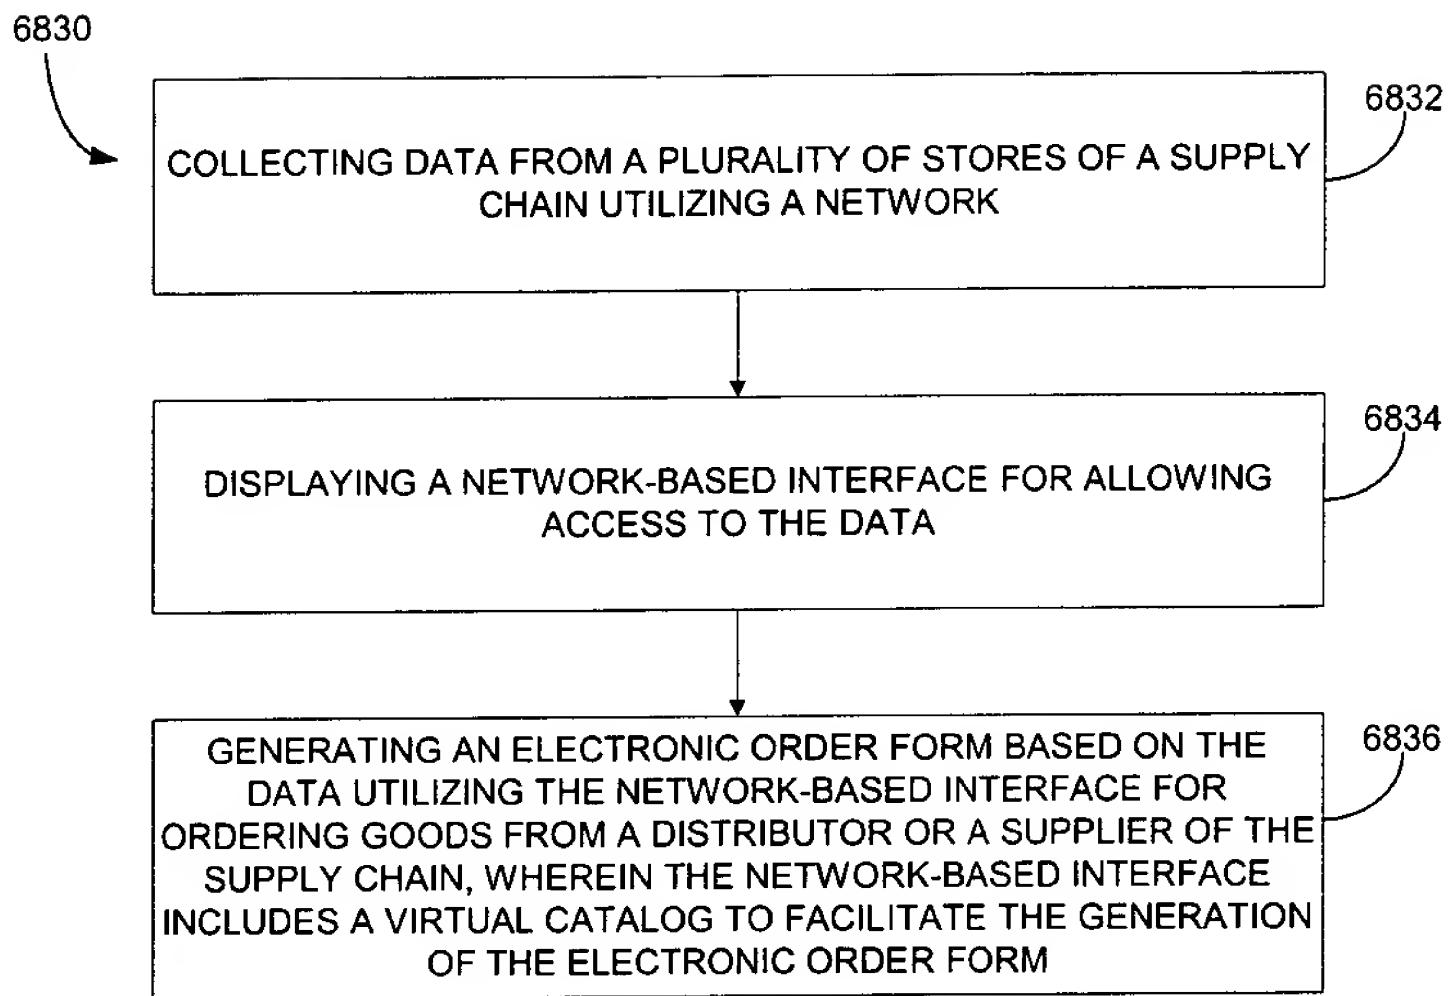 6830
6832
COLLECTING DATA FROM A PLURALITY OF STORES OF A SUPPLY
CHAIN UTILIZING A NETWORK
6834
DISPLAYING A NETWORK-BASED INTERFACE FOR ALLOWING
ACCESS TO THE DATA
6836
GENERATING AN ELECTRONIC ORDER FORM BASED ON THE
DATA UTILIZING THE NETWORK-BASED INTERFACE FOR
ORDERING GOODS FROM A DISTRIBUTOR OR A SUPPLIER OF THE
SUPPLY CHAIN, WHEREIN THE NETWORK-BASED INTERFACE
INCLUDES A VIRTUAL CATALOG TO FACILITATE THE GENERATION
OF THE ELECTRONIC ORDER FORM